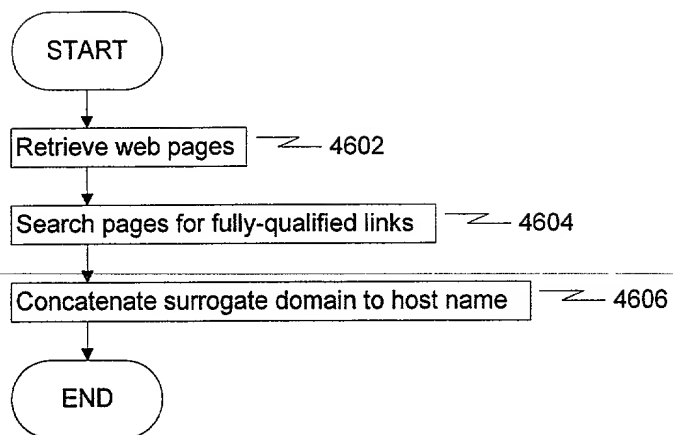 START
Retrieve web pages 4602
Search pages for fully-qualified links 4604
Concatenate surrogate domain to host name 4606
END